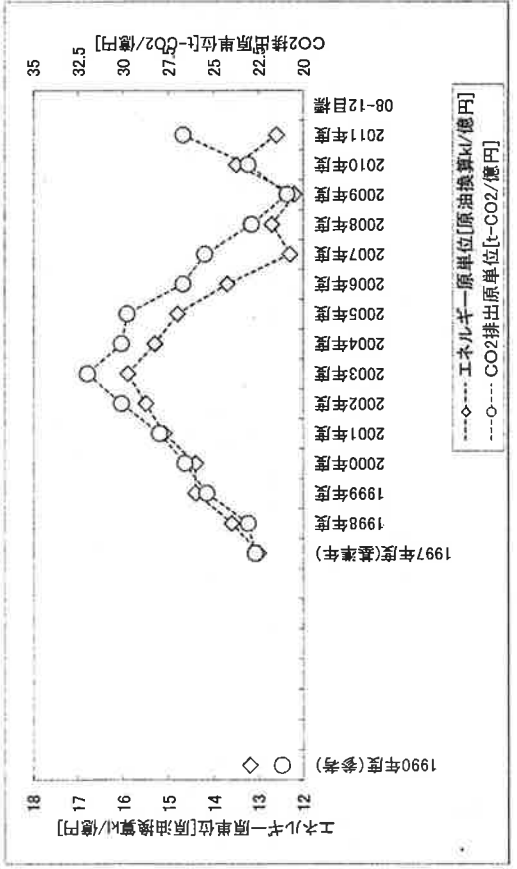 エネルギー原単位[原油換算kl/億円]
18
17
16
15
14
13
12
CO2排出原単位[t-CO2/億円]
35
32.5
30
27.5
25
22.5
20
1990年度(参考)
1997年度(基準年)
1998年度
1999年度
2000年度
2001年度
2002年度
2003年度
2004年度
2005年度
2006年度
2007年度
2008年度
2009年度
2010年度
2011年度
08~12目標
エネルギー原単位[原油換算kl/億円]
CO2排出原単位[t-CO2/億円]